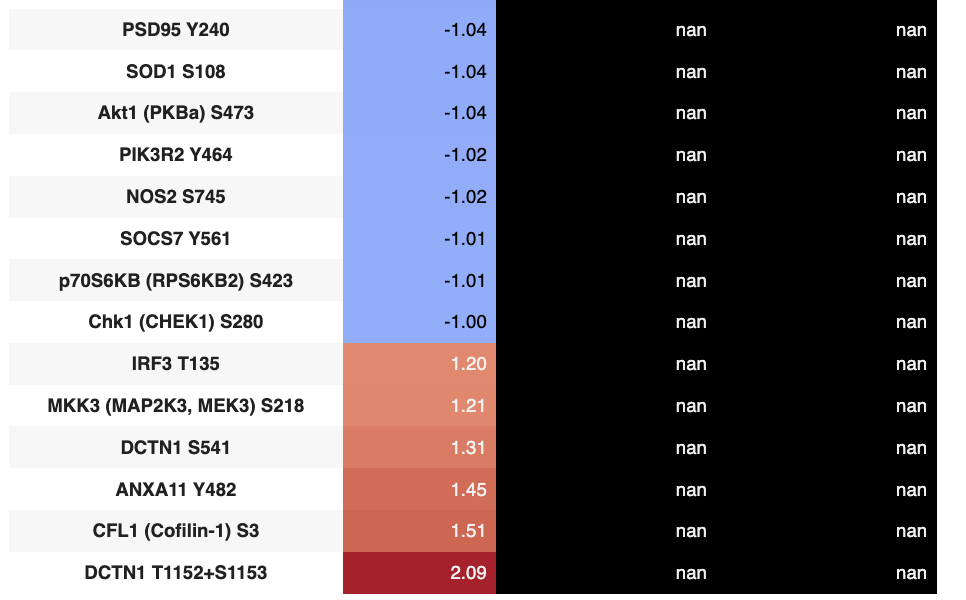 PSD95 Y240 -1.04 nan nan
SOD1 S108 -1.04 nan nan
Akt1 (PKBa) S473 -1.04 nan nan
PIK3R2 Y464 -1.02 nan nan
NOS2 S745 -1.02 nan nan
SOCS7 Y561 -1.01 nan nan
p70S6KB (RPS6KB2) S423 -1.01 nan nan
Chk1 (CHEK1) S280 -1.00 nan nan
IRF3 T135 1.20 nan nan
MKK3 (MAP2K3, MEK3) S218 1.21 nan nan
DCTN1 S541 1.31 nan nan
ANXA11 Y482 1.45 nan nan
CFL1 (Cofilin-1) S3 1.51 nan nan
DCTN1 T1152+S1153 2.09 nan nan